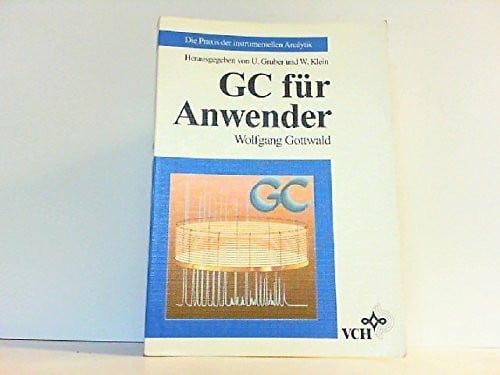 Die Praxis der instrumentellen Analytik
Herausgegeben von U. Gruber und W. Klein
GC für
Anwender
Wolfgang Gottwald
GC
VCH